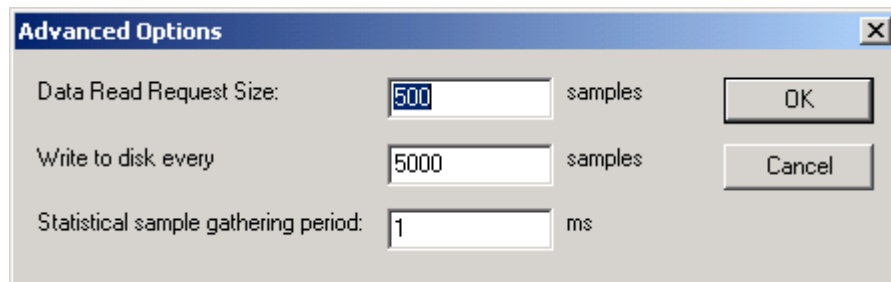 Advanced Options
Data Read Request Size: 500 samples OK
Write to disk every 5000 samples Cancel
Statistical sample gathering period: 1 ms